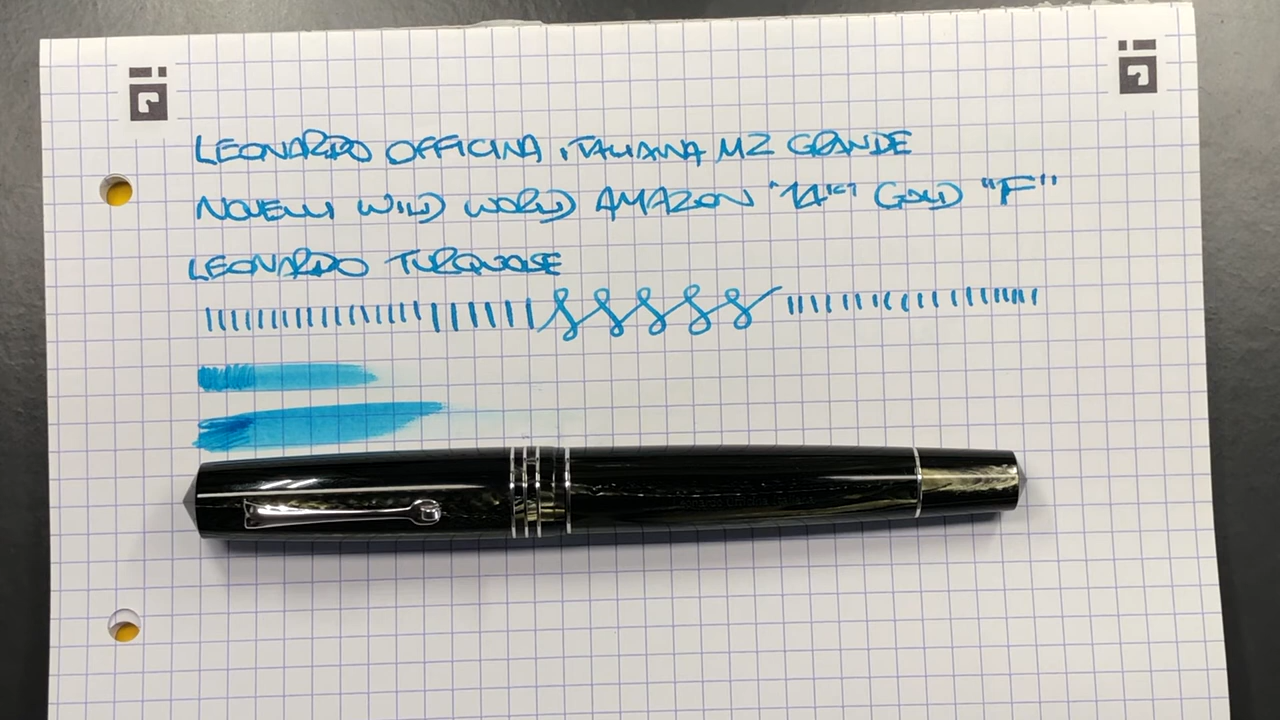 LEONARDO OFFICINA ITALIANA MZ GRANDE
NOVELLI WILD WORLD AMAZON 14KT GOLD "F"
LEONARDO TURQUOISE